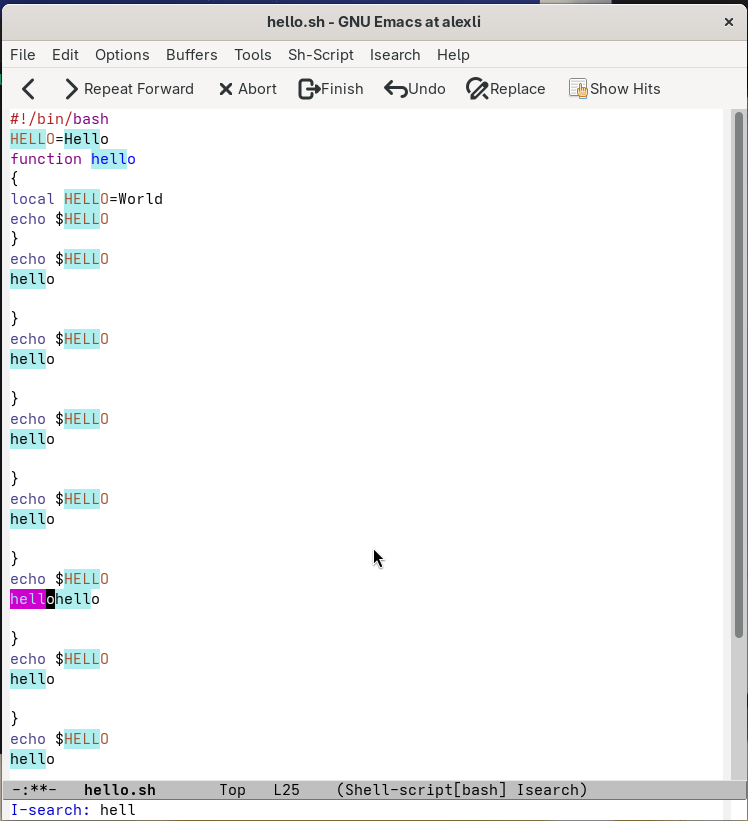 hello.sh - GNU Emacs at alexli ×
File Edit Options Buffers Tools Sh-Script Isearch Help
Repeat Forward Abort Finish Undo Replace Show Hits
#!/bin/bash
HELLO=Hello
function hello
{
local HELLO=World
echo $HELLO
}
echo $HELLO
hello
}
echo $HELLO
hello
}
echo $HELLO
hello
}
echo $HELLO
hello
}
echo $HELLO
hellohello
}
echo $HELLO
hello
}
echo $HELLO
hello
-:**- hello.sh Top L25 (Shell-script[bash] Isearch)
I-search: hell